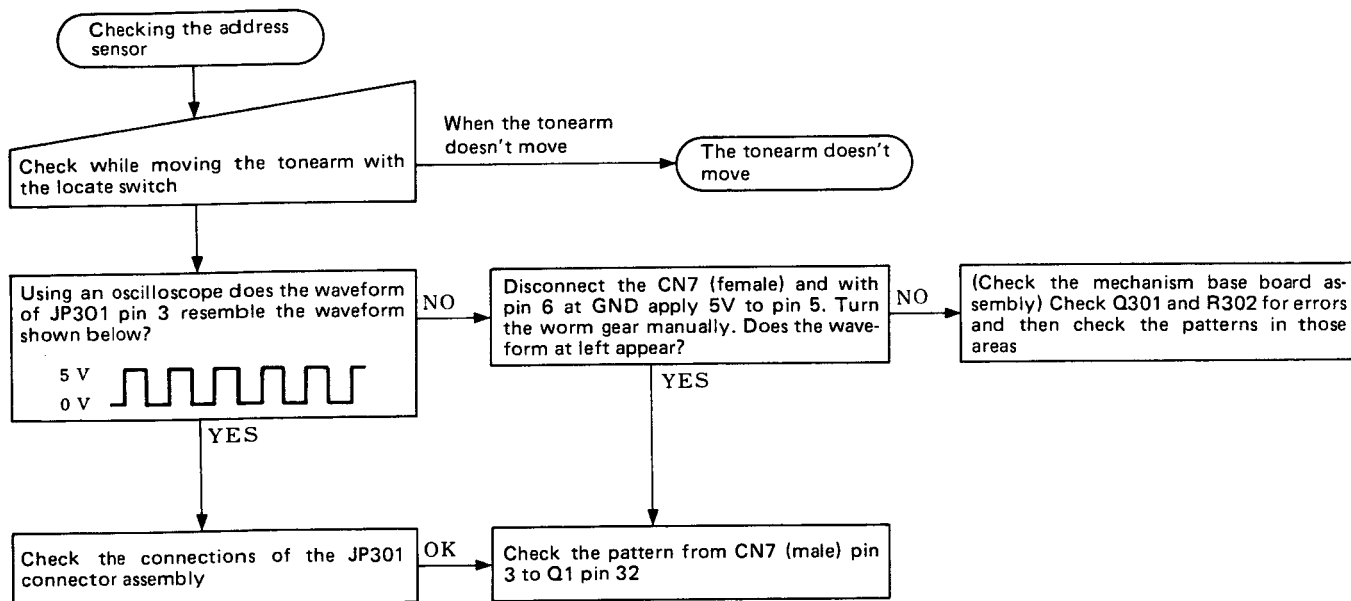 Checking the address
sensor
Check while moving the tonearm with
the locate switch
When the tonearm
doesn't move
The tonearm doesn't
move
Using an oscilloscope does the waveform
of JP301 pin 3 resemble the waveform
shown below?
5 V
0 V
NO
Disconnect the CN7 (female) and with
pin 6 at GND apply 5V to pin 5. Turn
the worm gear manually. Does the wave-
form at left appear?
NO
(Check the mechanism base board as-
sembly) Check Q301 and R302 for errors
and then check the patterns in those
areas
YES
YES
Check the connections of the JP301
connector assembly
OK
Check the pattern from CN7 (male) pin
3 to Q1 pin 32